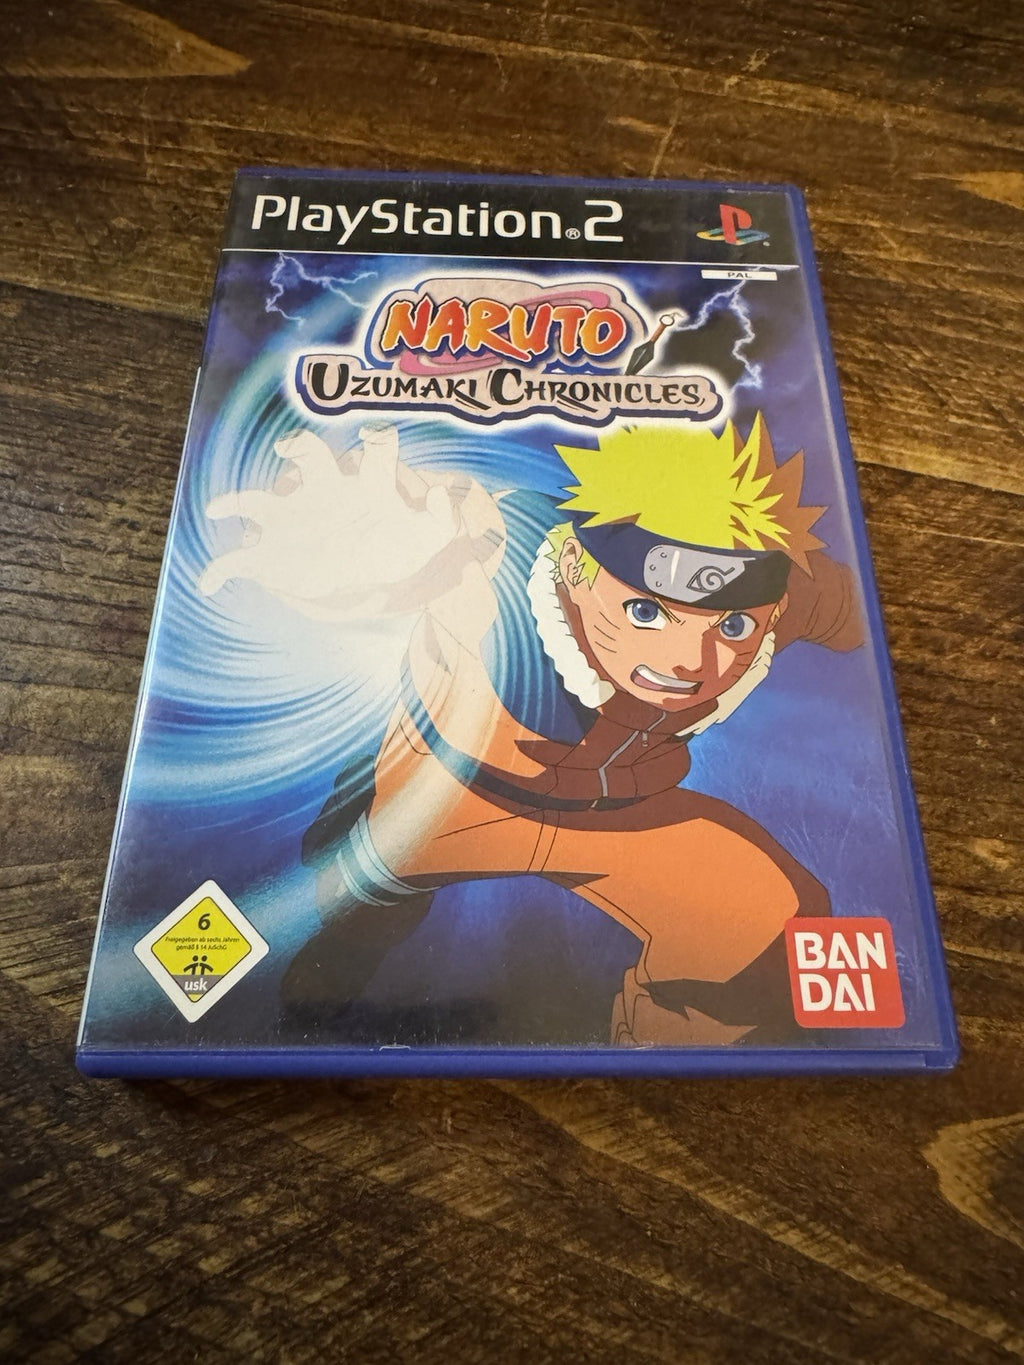 PlayStation®2
PAL
NARUTO
UZUMAKI CHRONICLES
6
Freigegeben ab sechs Jahren
gemäß § 14 JuSchG
usk
BAN
DAI